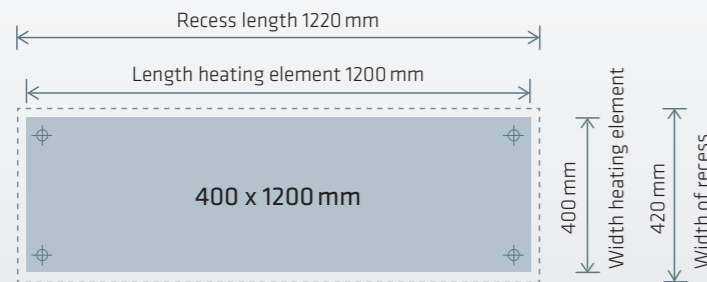 Recess length 1220 mm
Length heating element 1200 mm
400 x 1200 mm
400 mm
Width heating element
420 mm
Width of recess